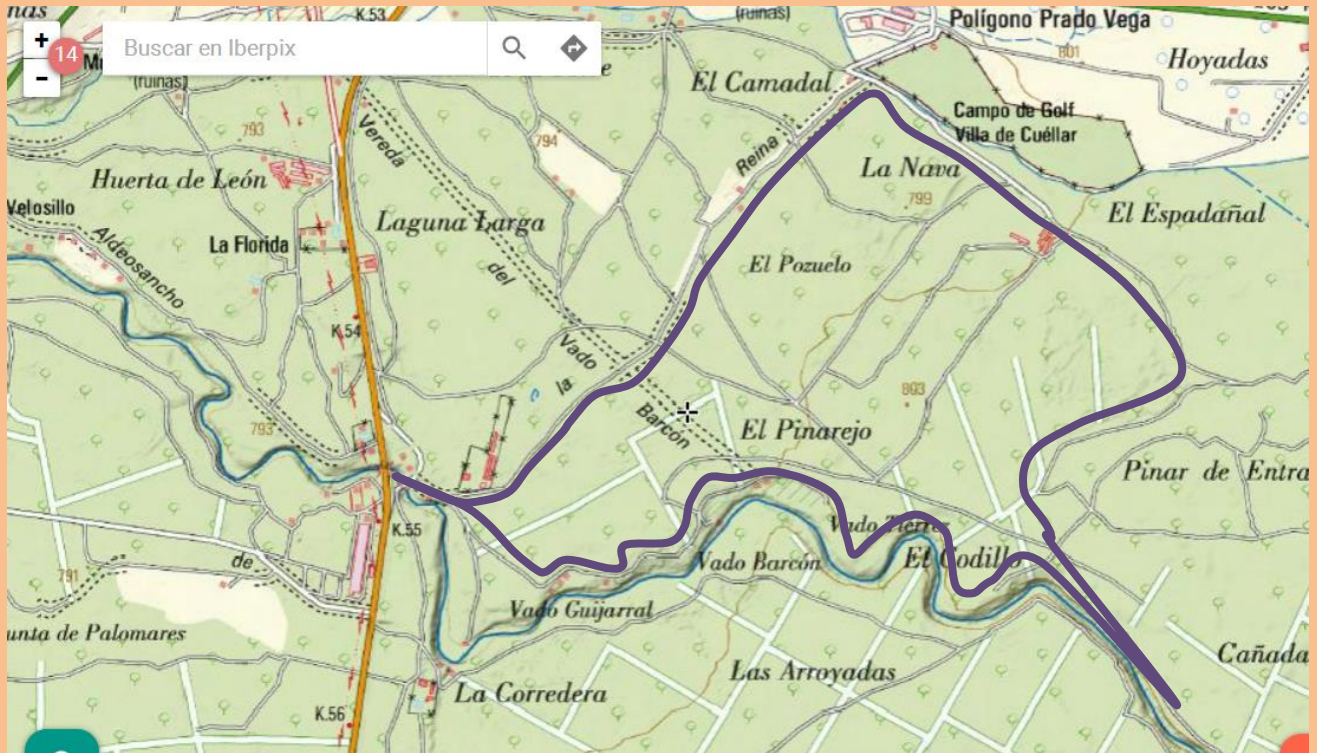 nas
K.53
(ruinas)
Polígono Prado Vega
+
14
-
Buscar en Iberpix
(ruinas)
801
Hoyadas
El Camadal
Campo de Golf
Villa de Cuéllar
793
Vereda
794
Reina
La Nava
Huerta de León
799
Velosillo
Laguna Larga
El Espadañal
Aldeosancho
La Florida
del
El Pozuelo
K.54
Vado
la
803
Barcón
793
El Pinarejo
Pinar de Entra
K.55
Vado Tierrez
de
El Codillo
Vado Barcón
791
Vado Guijarral
unta de Palomares
Cañada
Las Arroyadas
La Corredera
K.56